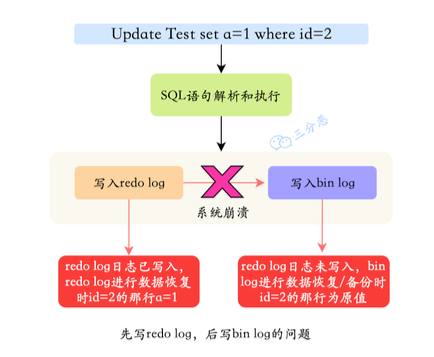 Update Test set a=1 where id=2
SQL语句解析和执行
三分恶
写入redo log
写入bin log
系统崩溃
redo log日志已写入，
redo log进行数据恢复
时id=2的那行a=1
redo log日志未写入，bin
log进行数据恢复/备份时
id=2的那行为原值
先写redo log，后写bin log的问题